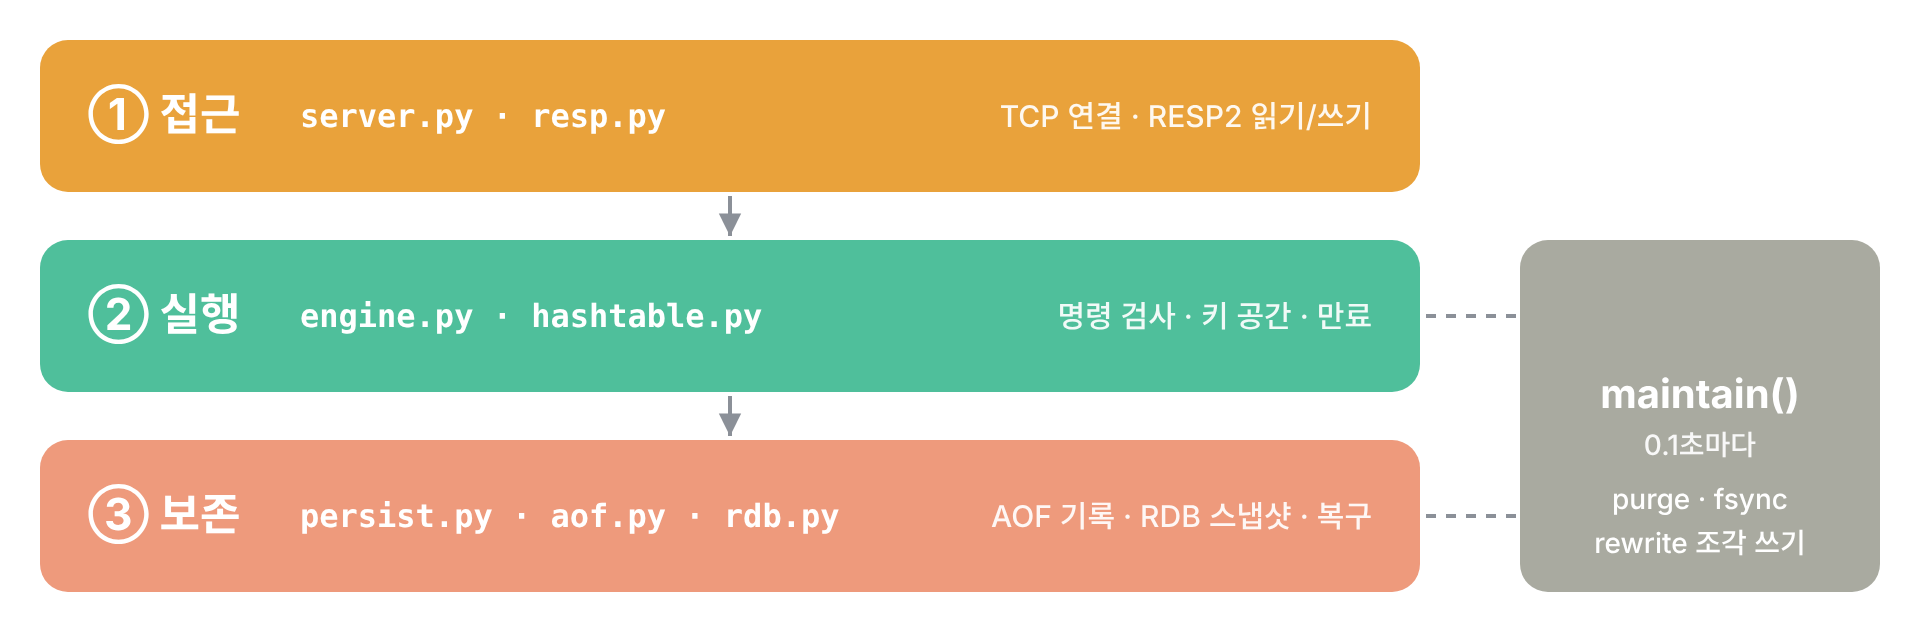 ① 접근 server.py · resp.py TCP 연결 · RESP2 읽기/쓰기
② 실행 engine.py · hashtable.py 명령 검사 · 키 공간 · 만료
③ 보존 persist.py · aof.py · rdb.py AOF 기록 · RDB 스냅샷 · 복구
maintain()
0.1초마다
purge · fsync
rewrite 조각 쓰기